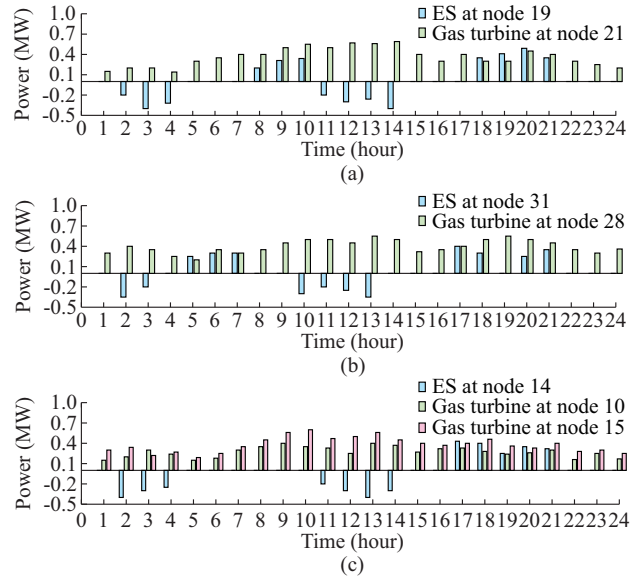 ES at node 19
Gas turbine at node 21
Power (MW)
1.0
0.7
0.4
0.1
-0.2
-0.5
0 1 2 3 4 5 6 7 8 9 10 11 12 13 14 15 16 17 18 19 20 21 22 23 24
Time (hour)
(a)
ES at node 31
Gas turbine at node 28
Power (MW)
1.0
0.7
0.4
0.1
-0.2
-0.5
0 1 2 3 4 5 6 7 8 9 10 11 12 13 14 15 16 17 18 19 20 21 22 23 24
Time (hour)
(b)
ES at node 14
Gas turbine at node 10
Gas turbine at node 15
Power (MW)
1.0
0.7
0.4
0.1
-0.2
-0.5
0 1 2 3 4 5 6 7 8 9 10 11 12 13 14 15 16 17 18 19 20 21 22 23 24
Time (hour)
(c)